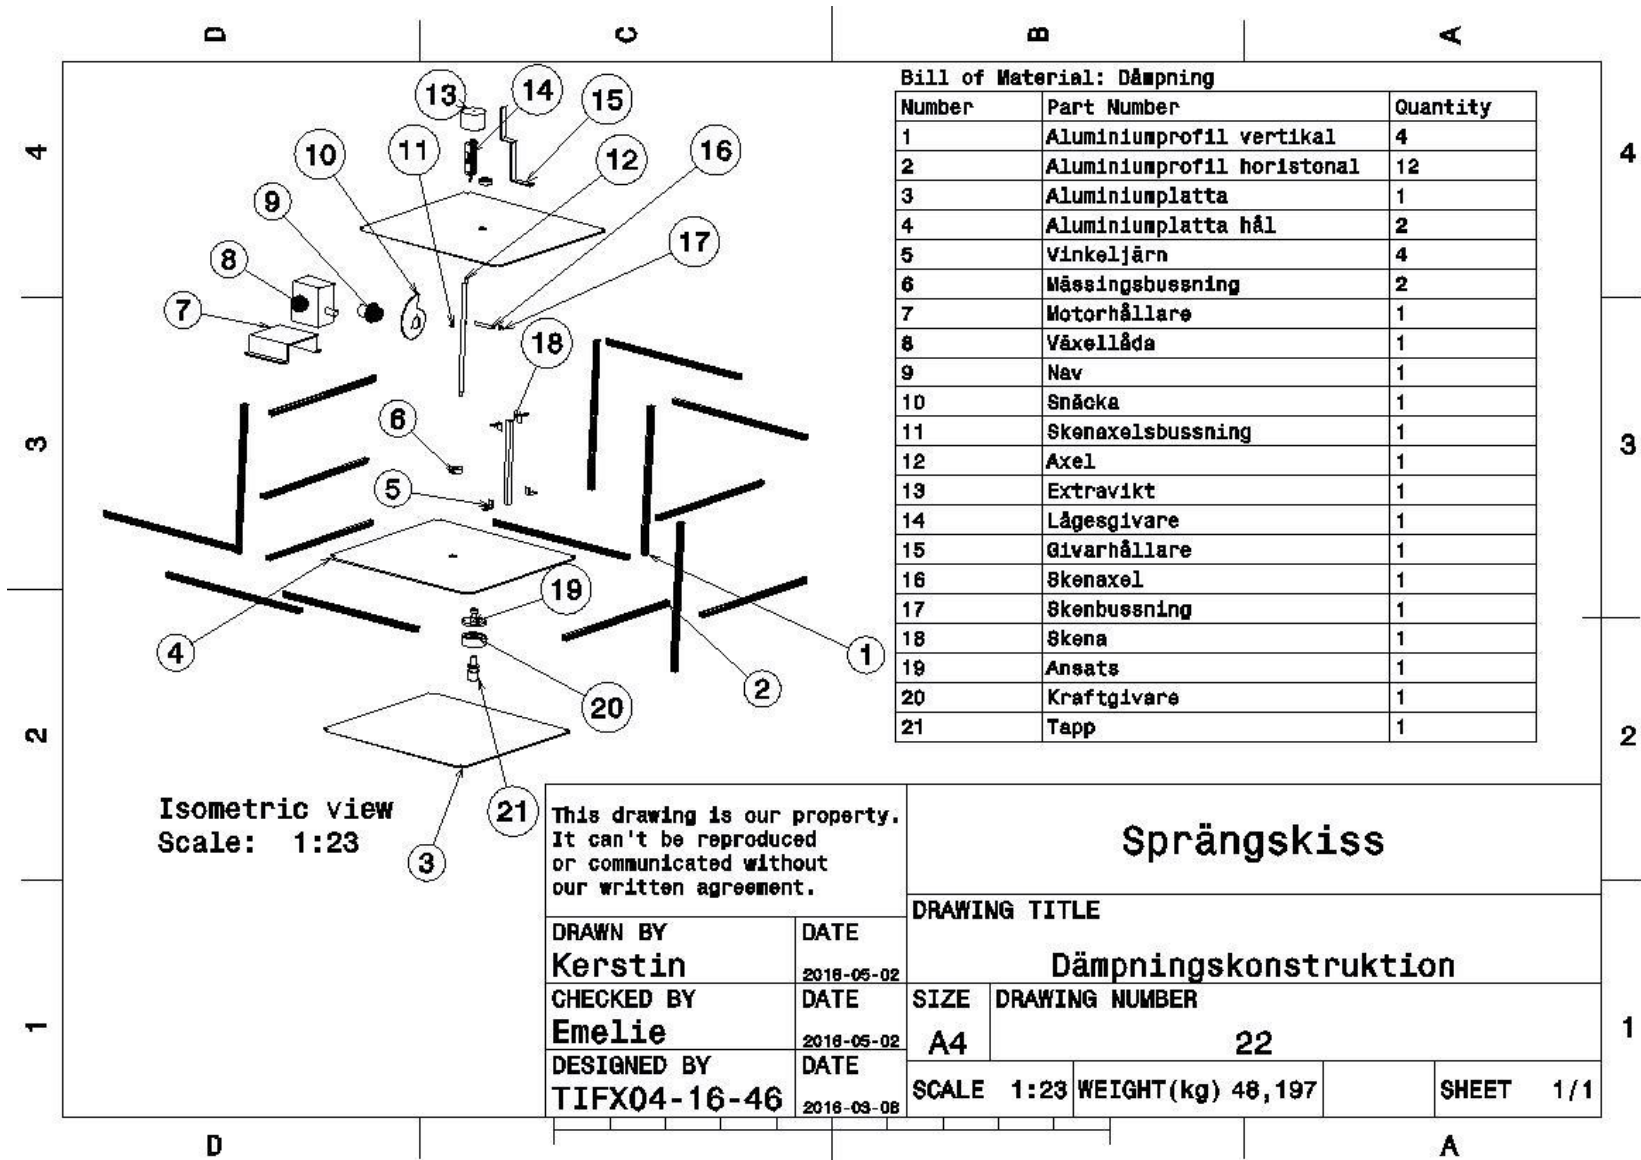 D C B A
Bill of Material: Dämpning
Number Part Number Quantity
1 Aluminiumprofil vertikal 4
2 Aluminiumprofil horistonal 12
3 Aluminiumplatta 1
4 Aluminiumplatta hål 2
5 Vinkeljärn 4
6 Mässingsbussning 2
7 Motorhållare 1
8 Växellåda 1
9 Nav 1
10 Snäcka 1
11 Skenaxelsbussning 1
12 Axel 1
13 Extravikt 1
14 Lägesgivare 1
15 Givarhållare 1
16 Skenaxel 1
17 Skenbussning 1
18 Skena 1
19 Ansats 1
20 Kraftgivare 1
21 Tapp 1
13
14
15
10
11
12
16
9
17
8
7
18
6
5
19
4
1
2
20
21
3
4
3
2
1
4
3
2
1
Isometric view
Scale: 1:23
This drawing is our property.
It can't be reproduced
or communicated without
our written agreement.
Sprängskiss
DRAWING TITLE
Dämpningskonstruktion
DRAWN BY DATE
Kerstin 2016-05-02
CHECKED BY DATE
Emelie 2016-05-02
DESIGNED BY DATE
TIFX04-16-46 2016-03-08
SIZE DRAWING NUMBER
A4 22
SCALE 1:23 WEIGHT(kg) 48,197 SHEET 1/1
D A